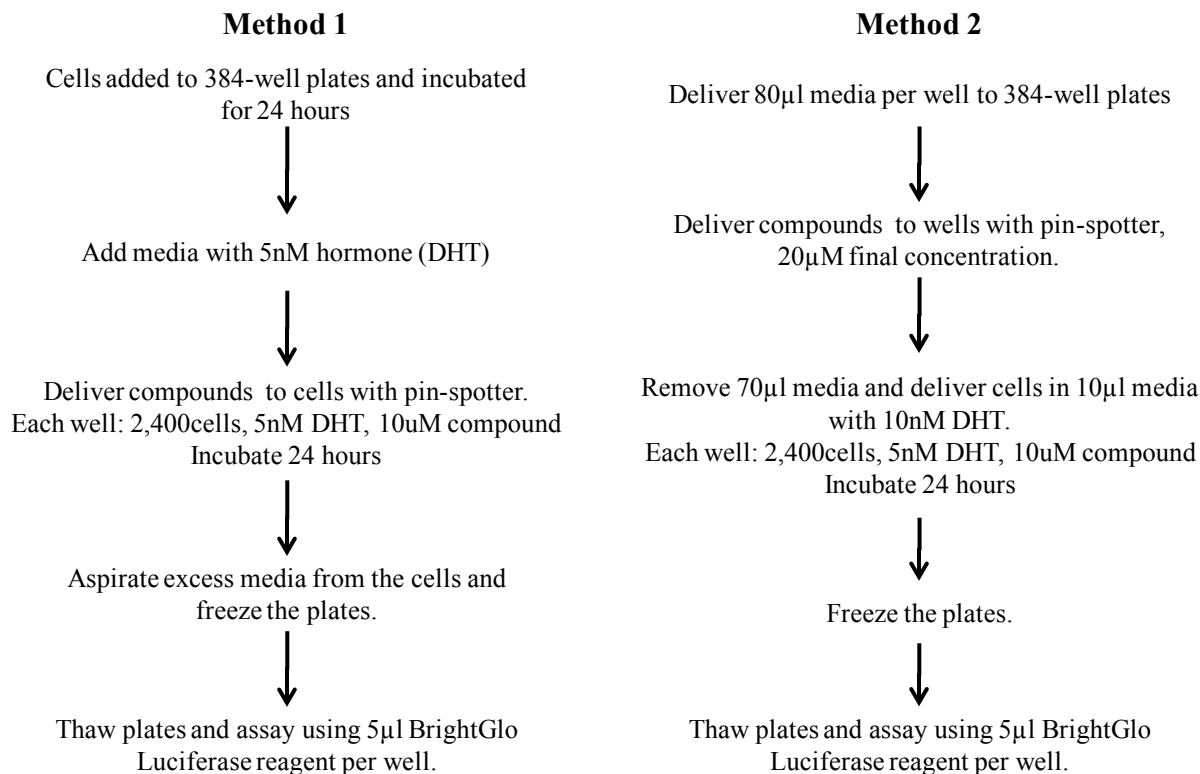 Method 1
Cells added to 384-well plates and incubated
for 24 hours
Add media with 5nM hormone (DHT)
Deliver compounds to cells with pin-spotter.
Each well: 2,400cells, 5nM DHT, 10uM compound
Incubate 24 hours
Aspirate excess media from the cells and
freeze the plates.
Thaw plates and assay using 5µl BrightGlo
Luciferase reagent per well.
Method 2
Deliver 80µl media per well to 384-well plates
Deliver compounds to wells with pin-spotter,
20µM final concentration.
Remove 70µl media and deliver cells in 10µl media
with 10nM DHT.
Each well: 2,400cells, 5nM DHT, 10uM compound
Incubate 24 hours
Freeze the plates.
Thaw plates and assay using 5µl BrightGlo
Luciferase reagent per well.